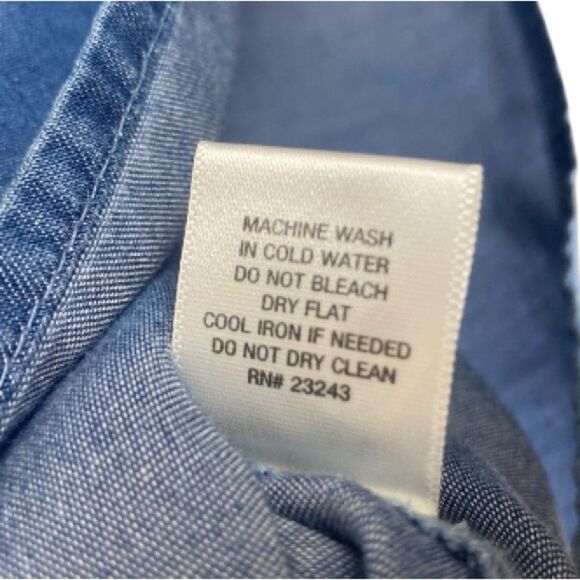 MACHINE WASH
IN COLD WATER
DO NOT BLEACH
DRY FLAT
COOL IRON IF NEEDED
DO NOT DRY CLEAN
RN# 23243